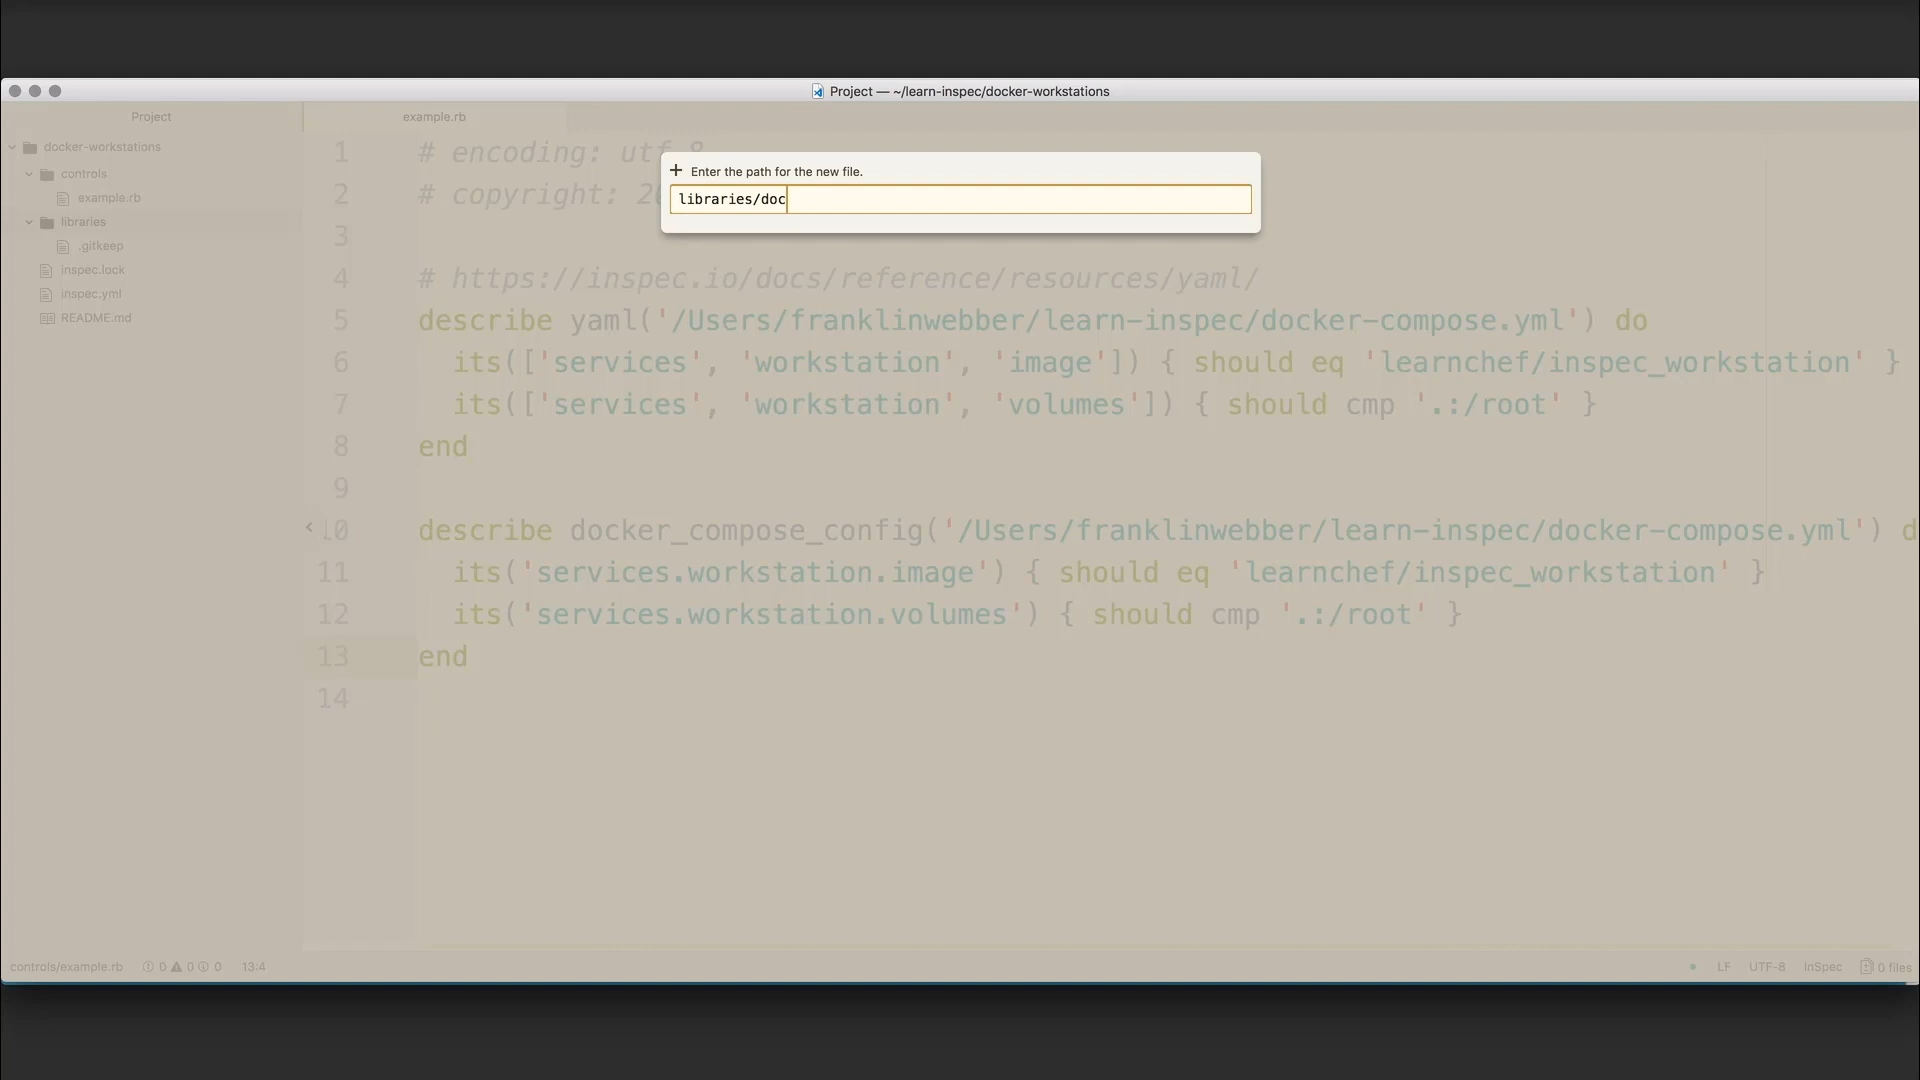 Project — ~/learn-inspec/docker-workstations
Project
example.rb
docker-workstations
controls
example.rb
libraries
.gitkeep
inspec.lock
inspec.yml
README.md
+ Enter the path for the new file.
libraries/doc
1 # encoding: utf-8
2 # copyright: 20
3
4 # https://inspec.io/docs/reference/resources/yaml/
5 describe yaml('/Users/franklinwebber/learn-inspec/docker-compose.yml') do
6 its(['services', 'workstation', 'image']) { should eq 'learnchef/inspec_workstation' }
7 its(['services', 'workstation', 'volumes']) { should cmp '.:/root' }
8 end
9
10 describe docker_compose_config('/Users/franklinwebber/learn-inspec/docker-compose.yml') d
11 its('services.workstation.image') { should eq 'learnchef/inspec_workstation' }
12 its('services.workstation.volumes') { should cmp '.:/root' }
13 end
14
controls/example.rb 0 0 0 13:4 LF UTF-8 InSpec 0 files